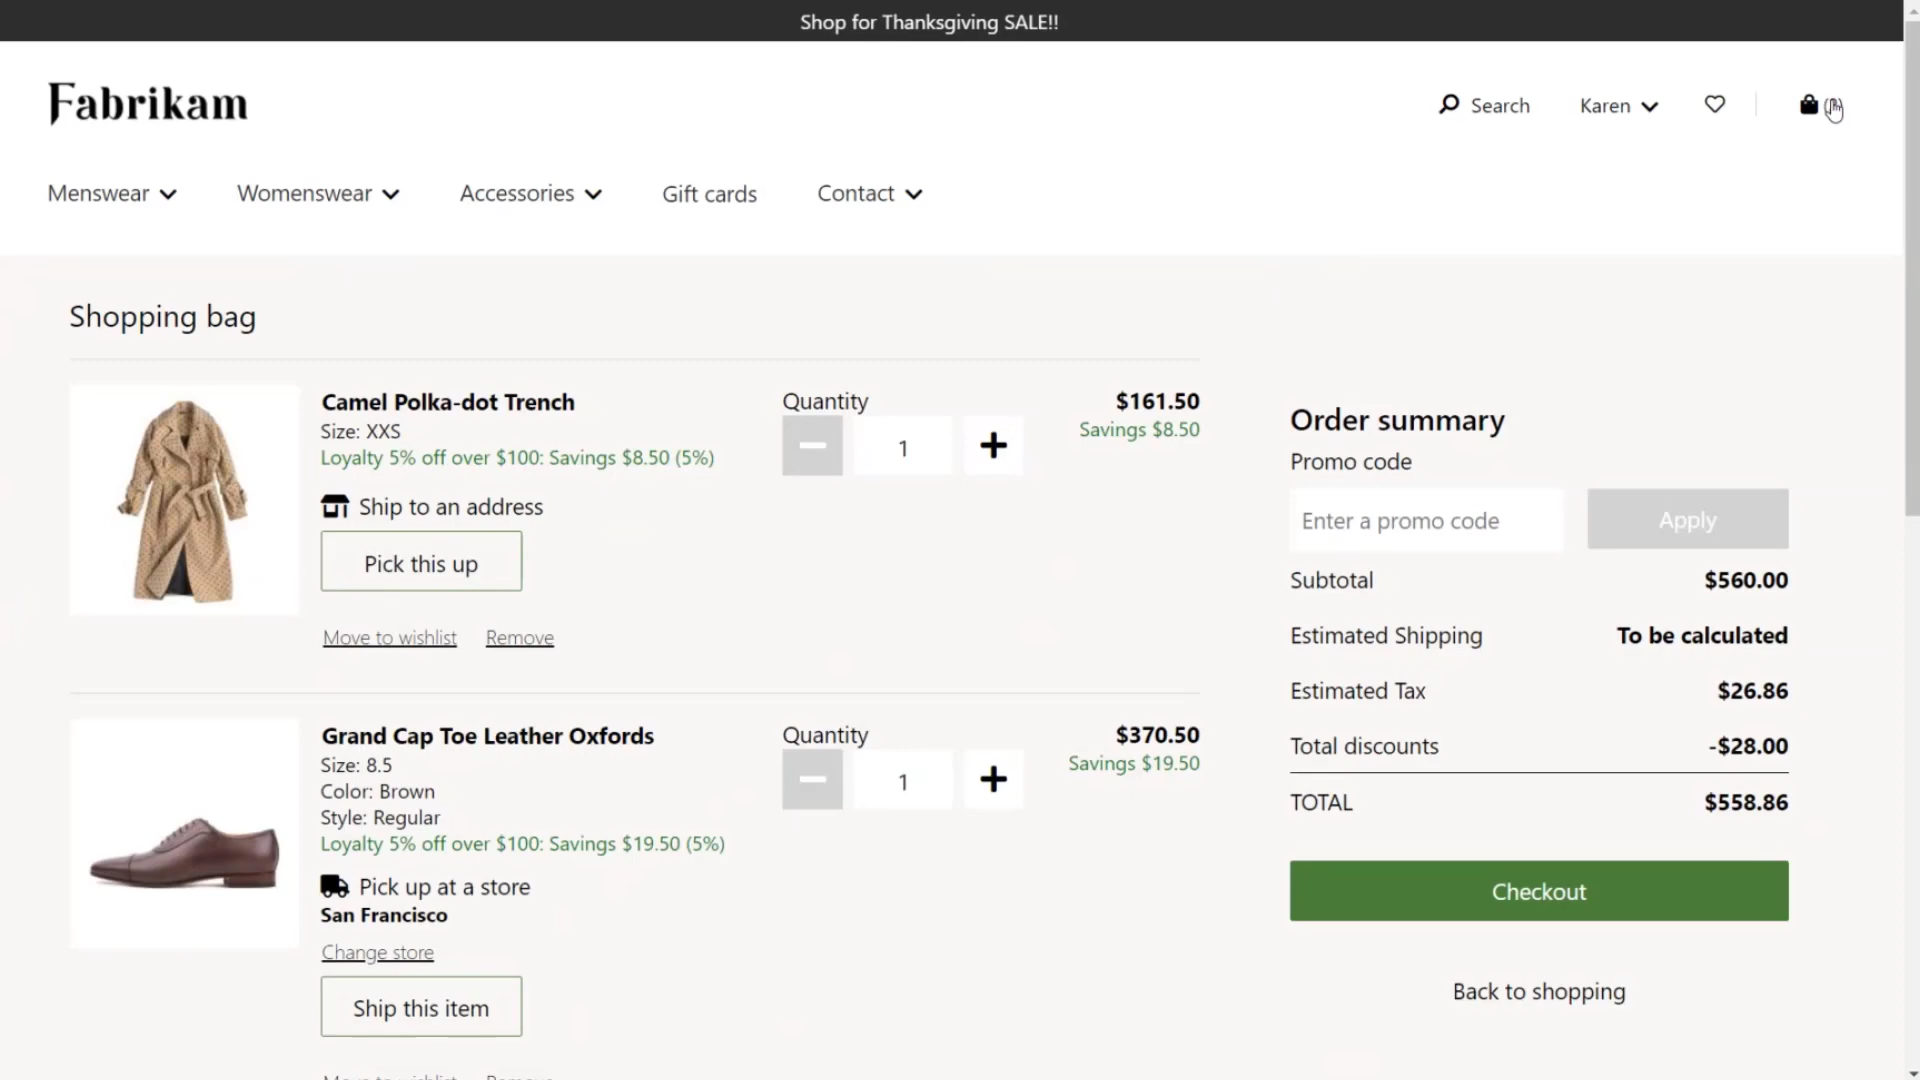 Shop for Thanksgiving SALE!!
Fabrikam
Search
Karen
Menswear
Womenswear
Accessories
Gift cards
Contact
Shopping bag
Camel Polka-dot Trench
Size: XXS
Loyalty 5% off over $100: Savings $8.50 (5%)
Ship to an address
Pick this up
Move to wishlist Remove
Quantity
1
$161.50
Savings $8.50
Grand Cap Toe Leather Oxfords
Size: 8.5
Color: Brown
Style: Regular
Loyalty 5% off over $100: Savings $19.50 (5%)
Pick up at a store
San Francisco
Change store
Ship this item
Move to wishlist Remove
Quantity
1
$370.50
Savings $19.50
Order summary
Promo code
Enter a promo code
Apply
Subtotal $560.00
Estimated Shipping To be calculated
Estimated Tax $26.86
Total discounts -$28.00
TOTAL $558.86
Checkout
Back to shopping